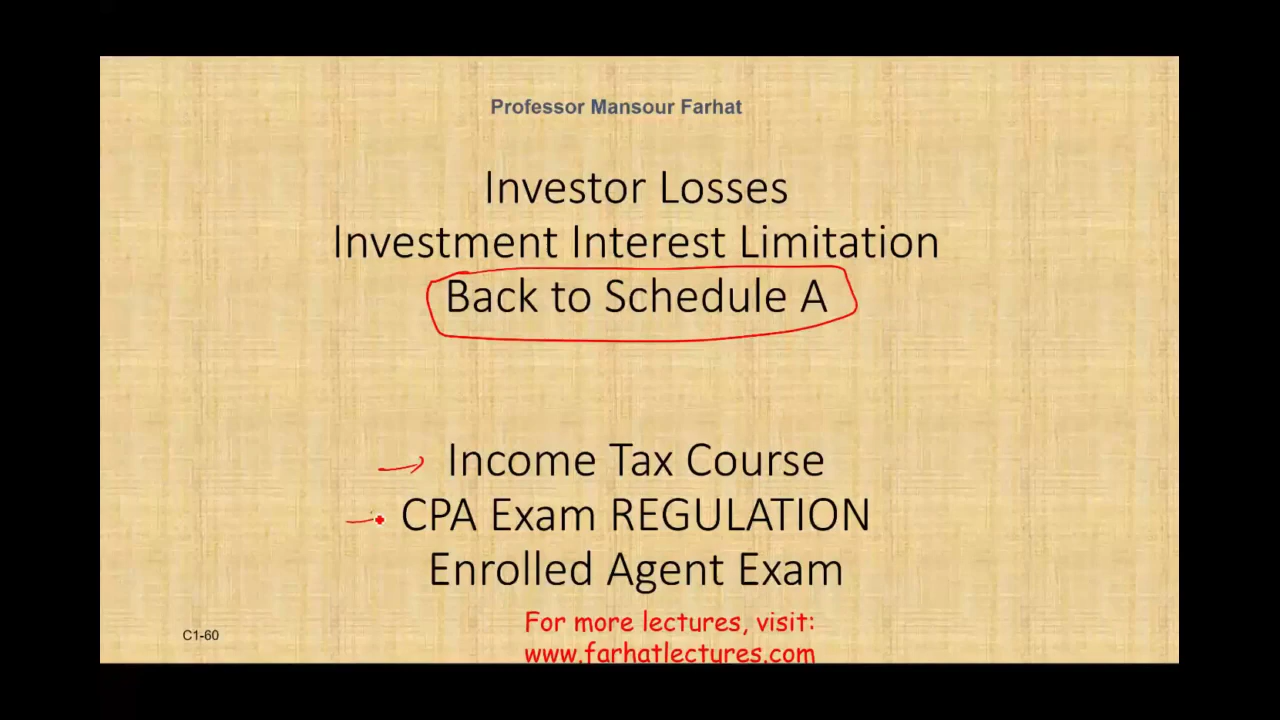 Professor Mansour Farhat
Investor Losses
Investment Interest Limitation
Back to Schedule A
Income Tax Course
CPA Exam REGULATION
Enrolled Agent Exam
For more lectures, visit:
www.farhatlectures.com
C1-60